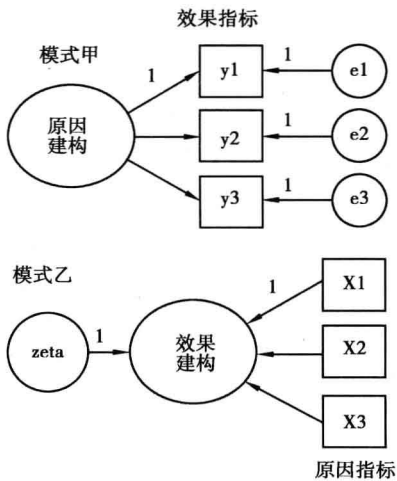 效果指标
模式甲
1
y1
1
e1
原因
建构
y2
1
e2
y3
1
e3
模式乙
1
X1
zeta
1
效果
建构
X2
X3
原因指标